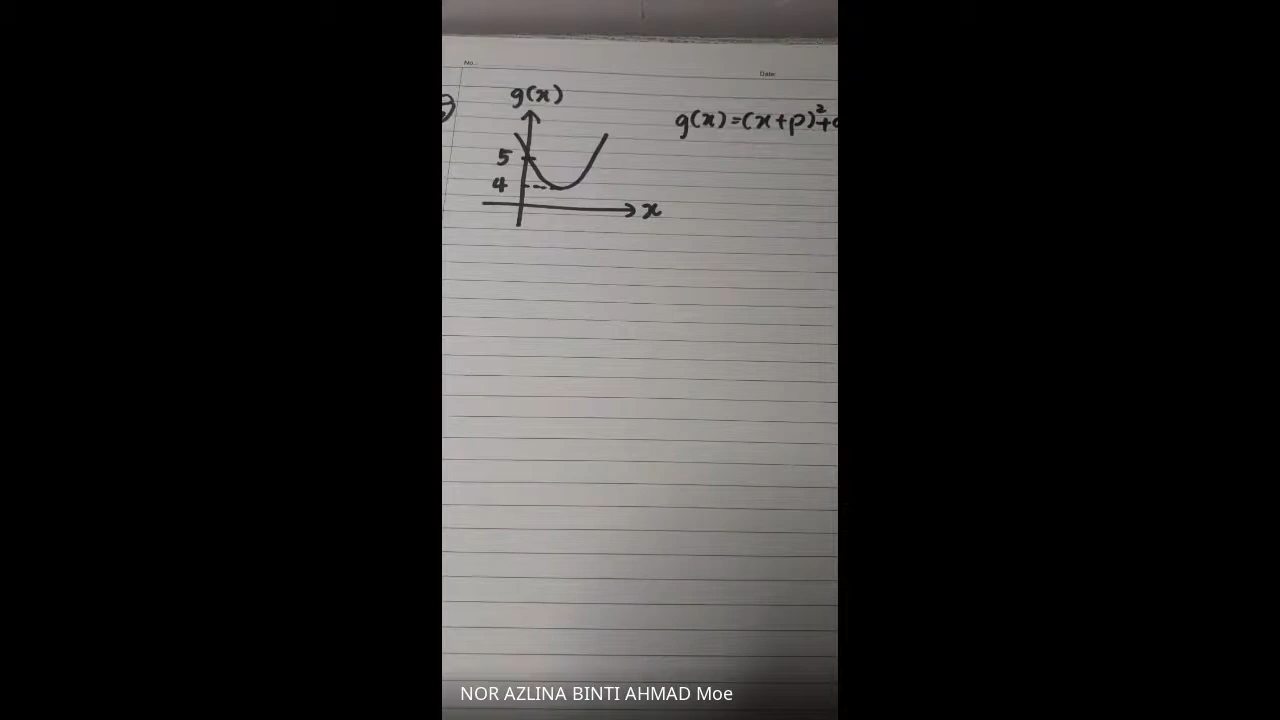 No.:
Date:
g(x)
g(x)=(x+p)²+
5
4
x
NOR AZLINA BINTI AHMAD Moe